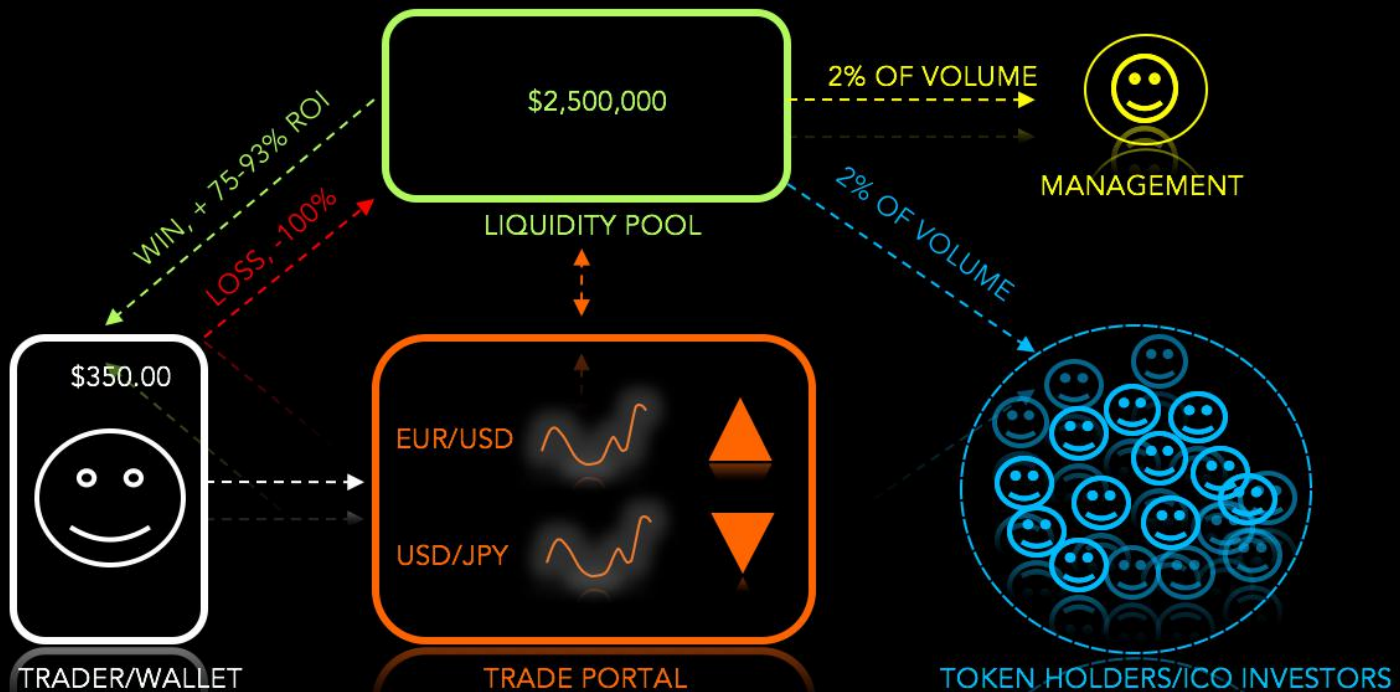 $2,500,000
2% OF VOLUME
MANAGEMENT
WIN, + 75-93% ROI
LOSS, -100%
LIQUIDITY POOL
2% OF VOLUME
$350.00
EUR/USD
USD/JPY
TRADER/WALLET
TRADE PORTAL
TOKEN HOLDERS/ICO INVESTORS